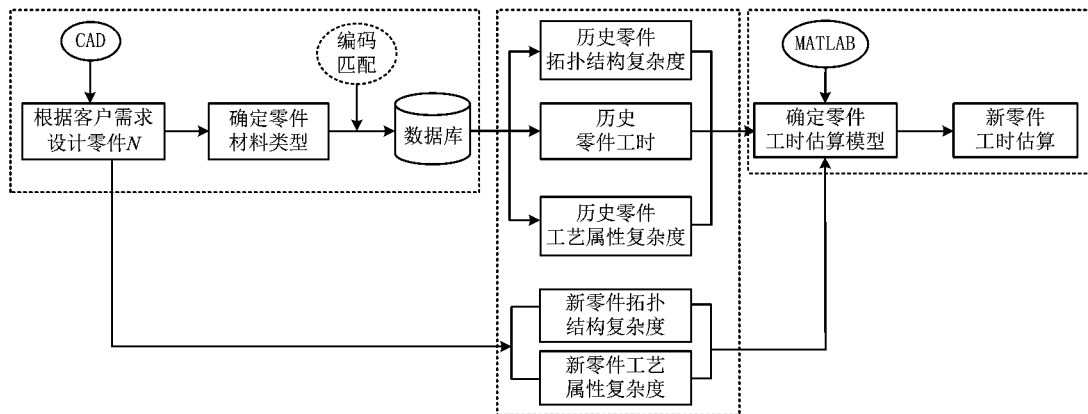 CAD
根据客户需求
设计零件N
确定零件
材料类型
编码
匹配
数据库
历史零件
拓扑结构复杂度
历史
零件工时
历史零件
工艺属性复杂度
新零件拓扑
结构复杂度
新零件工艺
属性复杂度
MATLAB
确定零件
工时估算模型
新零件
工时估算